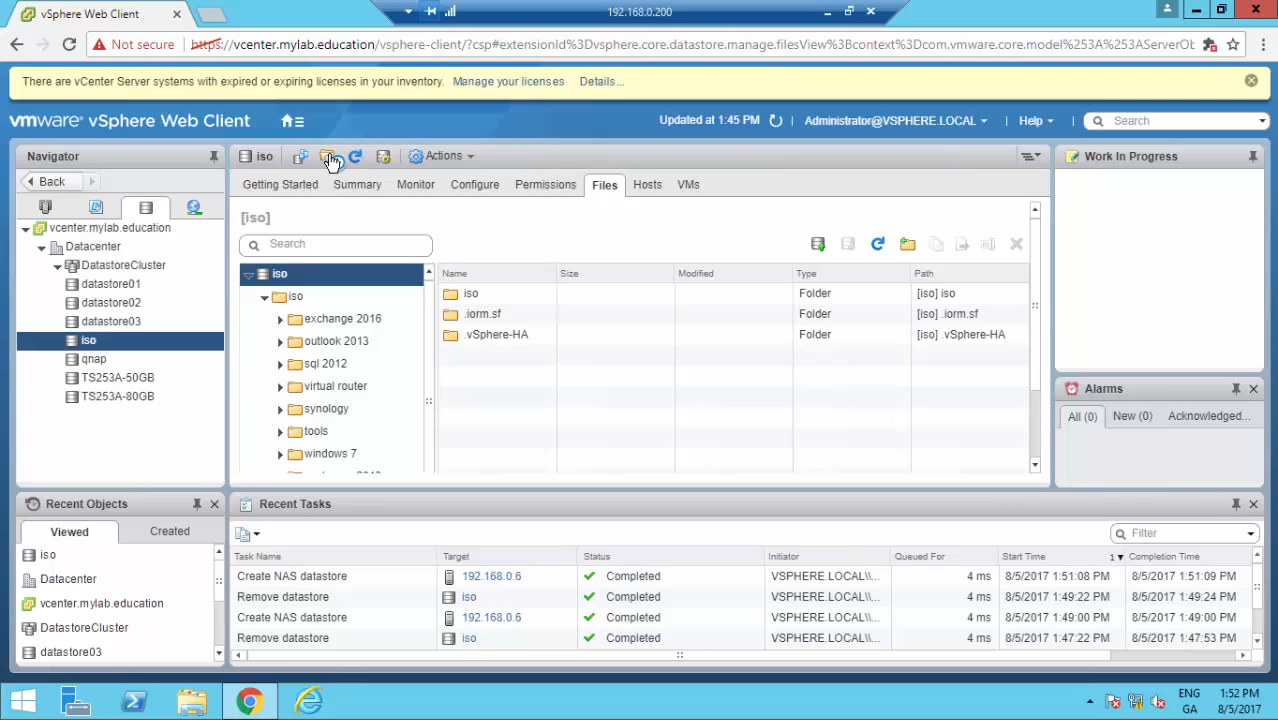 vSphere Web Client
192.168.0.200
Not secure
https://vcenter.mylab.education/vsphere-client/?csp#extensionId%3Dvsphere.core.datastore.manage.filesView%3Bcontext%3Dcom.vmware.core.model%253A%253AServerOb
There are vCenter Server systems with expired or expiring licenses in your inventory. Manage your licenses Details...
vmware vSphere Web Client
Updated at 1:45 PM
Administrator@VSPHERE.LOCAL
Help
Search
Navigator
Back
vcenter.mylab.education
Datacenter
DatastoreCluster
datastore01
datastore02
datastore03
iso
qnap
TS253A-50GB
TS253A-80GB
iso
Actions
Getting Started Summary Monitor Configure Permissions Files Hosts VMs
[iso]
Search
iso
iso
exchange 2016
outlook 2013
sql 2012
virtual router
synology
tools
windows 7
Name Size Modified Type Path
iso Folder [iso] iso
.iorm.sf Folder [iso] .iorm.sf
.vSphere-HA Folder [iso] .vSphere-HA
Work In Progress
Alarms
All (0) New (0) Acknowledged...
Recent Objects
Viewed Created
iso
Datacenter
vcenter.mylab.education
DatastoreCluster
datastore03
Recent Tasks
Filter
Task Name Target Status Initiator Queued For Start Time 1 Completion Time
Create NAS datastore 192.168.0.6 Completed VSPHERE.LOCAL\\... 4 ms 8/5/2017 1:51:08 PM 8/5/2017 1:51:09 PM
Remove datastore iso Completed VSPHERE.LOCAL\\... 4 ms 8/5/2017 1:49:22 PM 8/5/2017 1:49:24 PM
Create NAS datastore 192.168.0.6 Completed VSPHERE.LOCAL\\... 4 ms 8/5/2017 1:49:00 PM 8/5/2017 1:49:00 PM
Remove datastore iso Completed VSPHERE.LOCAL\\... 4 ms 8/5/2017 1:47:22 PM 8/5/2017 1:47:53 PM
ENG
GA
1:52 PM
8/5/2017